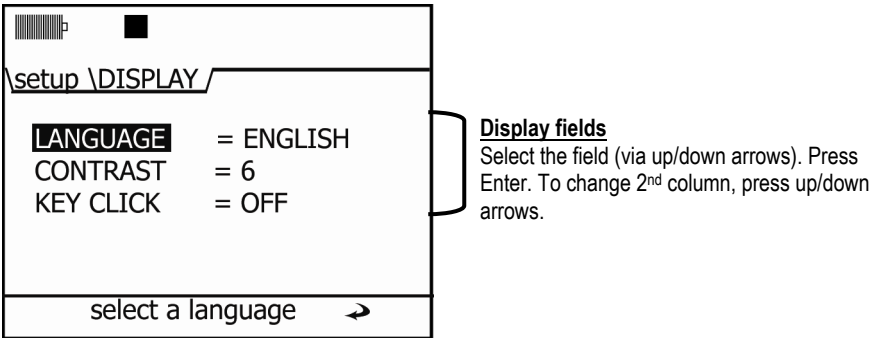 \setup \DISPLAY /
LANGUAGE = ENGLISH
CONTRAST = 6
KEY CLICK = OFF
select a language
Display fields
Select the field (via up/down arrows). Press
Enter. To change 2nd column, press up/down
arrows.